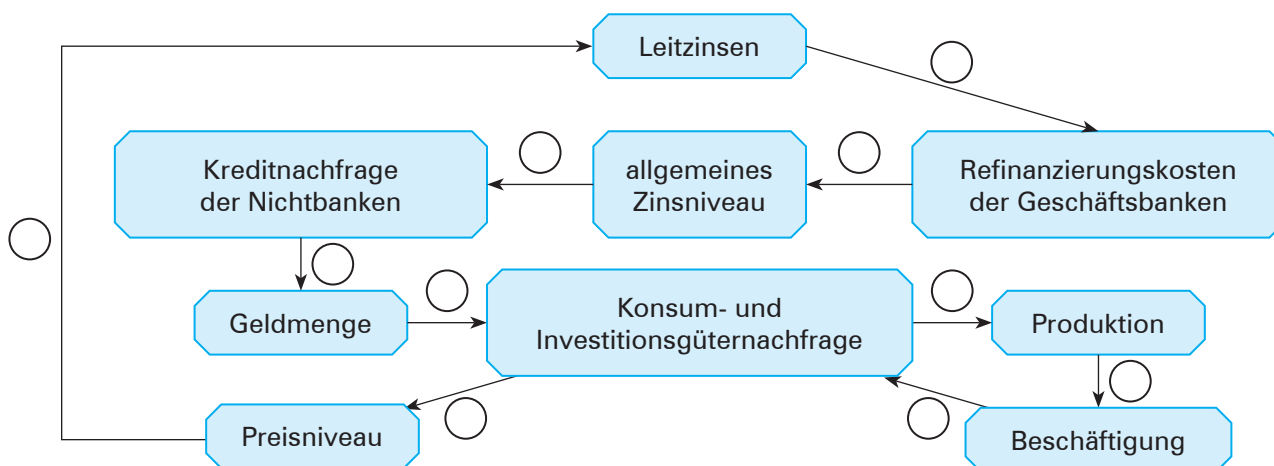 Leitzinsen
Kreditnachfrage
der Nichtbanken
allgemeines
Zinsniveau
Refinanzierungskosten
der Geschäftsbanken
Geldmenge
Konsum- und
Investitionsgüternachfrage
Produktion
Preisniveau
Beschäftigung